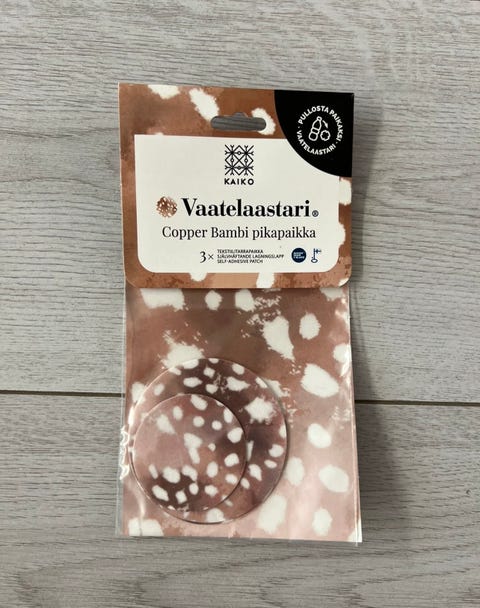 PULLOSTA PAIKAKSI
VAATELAASTARI
KAIKO
Vaatelaastari®
Copper Bambi pikapaikka
3×
TEKSTIILITARRAPAIKKA
SJÄLVHÄFTANDE LAGNINGSLAPP
SELF-ADHESIVE PATCH